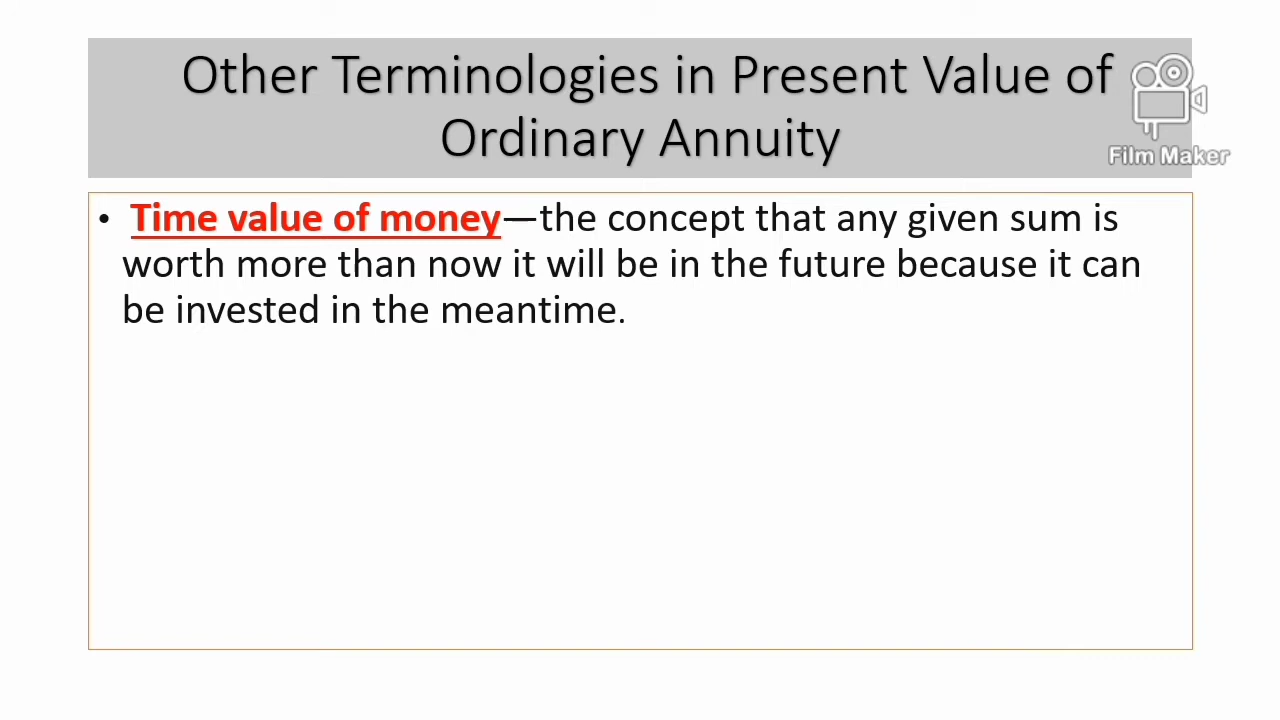 Other Terminologies in Present Value of
Ordinary Annuity
Film Maker
• Time value of money—the concept that any given sum is
worth more than now it will be in the future because it can
be invested in the meantime.